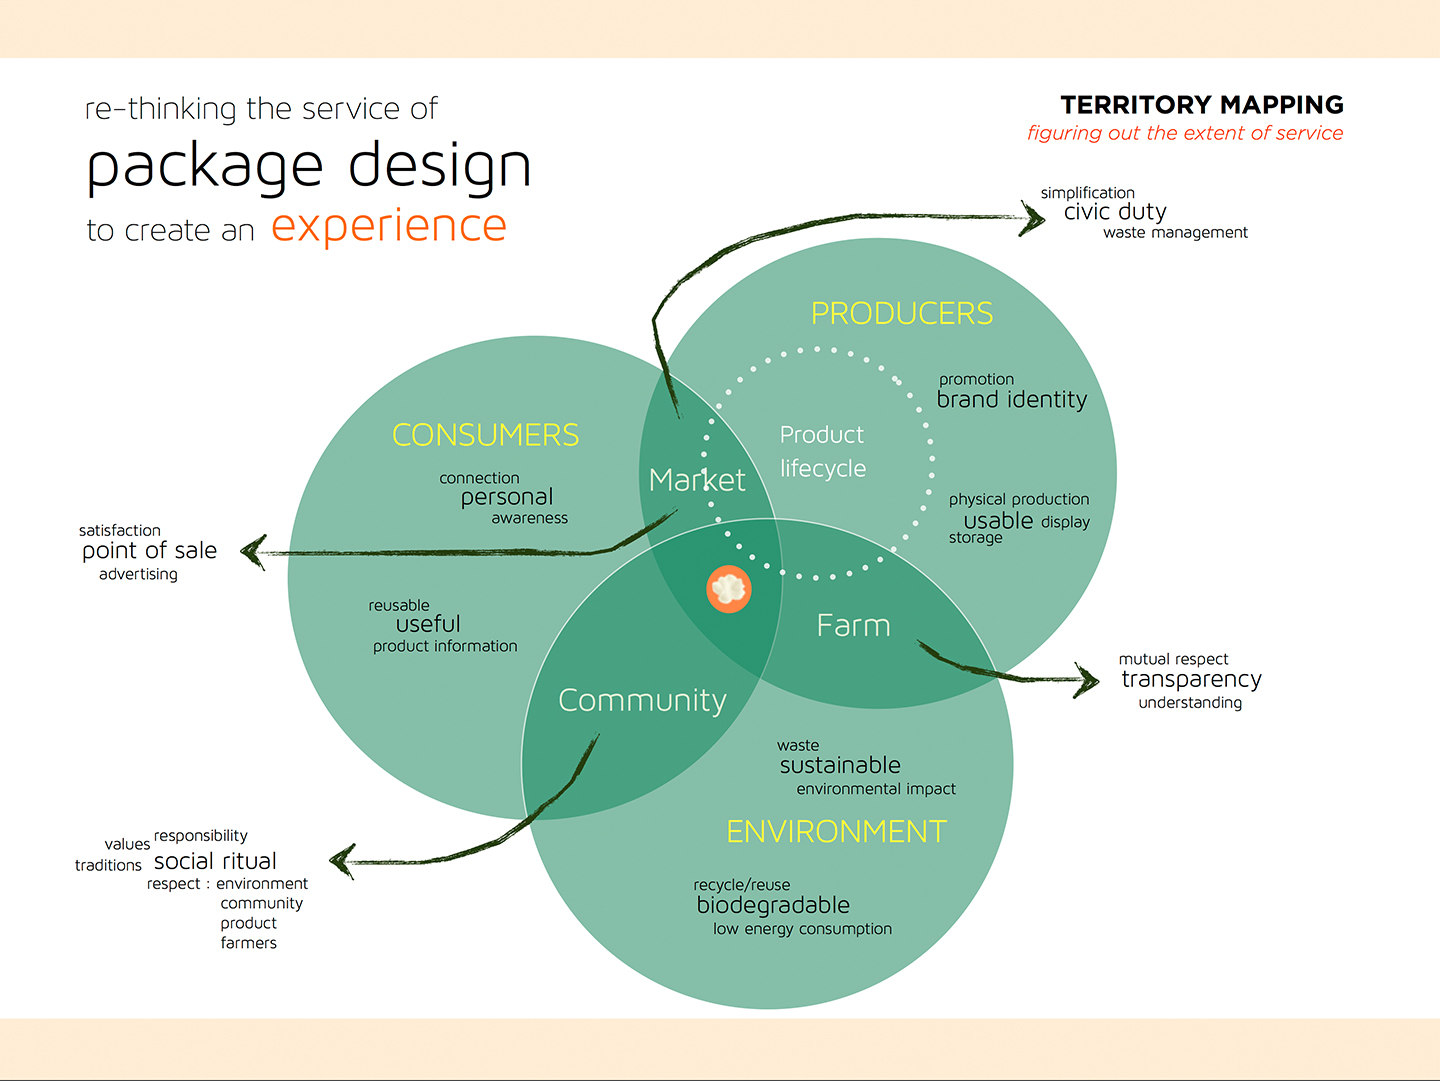 re-thinking the service of
package design
to create an experience
TERRITORY MAPPING
figuring out the extent of service
simplification
civic duty
waste management
PRODUCERS
promotion
brand identity
Product
lifecycle
physical production
usable display
storage
CONSUMERS
connection
personal
awareness
Market
satisfaction
point of sale
advertising
reusable
useful
product information
Farm
mutual respect
transparency
understanding
Community
waste
sustainable
environmental impact
ENVIRONMENT
recycle/reuse
biodegradable
low energy consumption
values responsibility
traditions social ritual
respect : environment
community
product
farmers